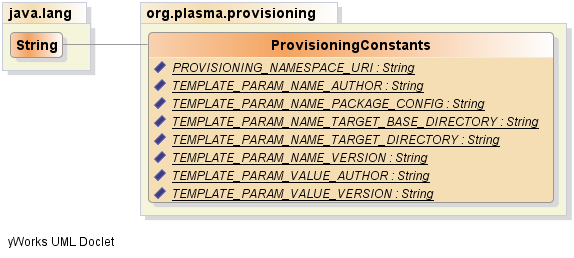 java.lang
org.plasma.provisioning
String
ProvisioningConstants
PROVISIONING_NAMESPACE_URI : String
TEMPLATE_PARAM_NAME_AUTHOR : String
TEMPLATE_PARAM_NAME_PACKAGE_CONFIG : String
TEMPLATE_PARAM_NAME_TARGET_BASE_DIRECTORY : String
TEMPLATE_PARAM_NAME_TARGET_DIRECTORY : String
TEMPLATE_PARAM_NAME_VERSION : String
TEMPLATE_PARAM_VALUE_AUTHOR : String
TEMPLATE_PARAM_VALUE_VERSION : String
yWorks UML Doclet